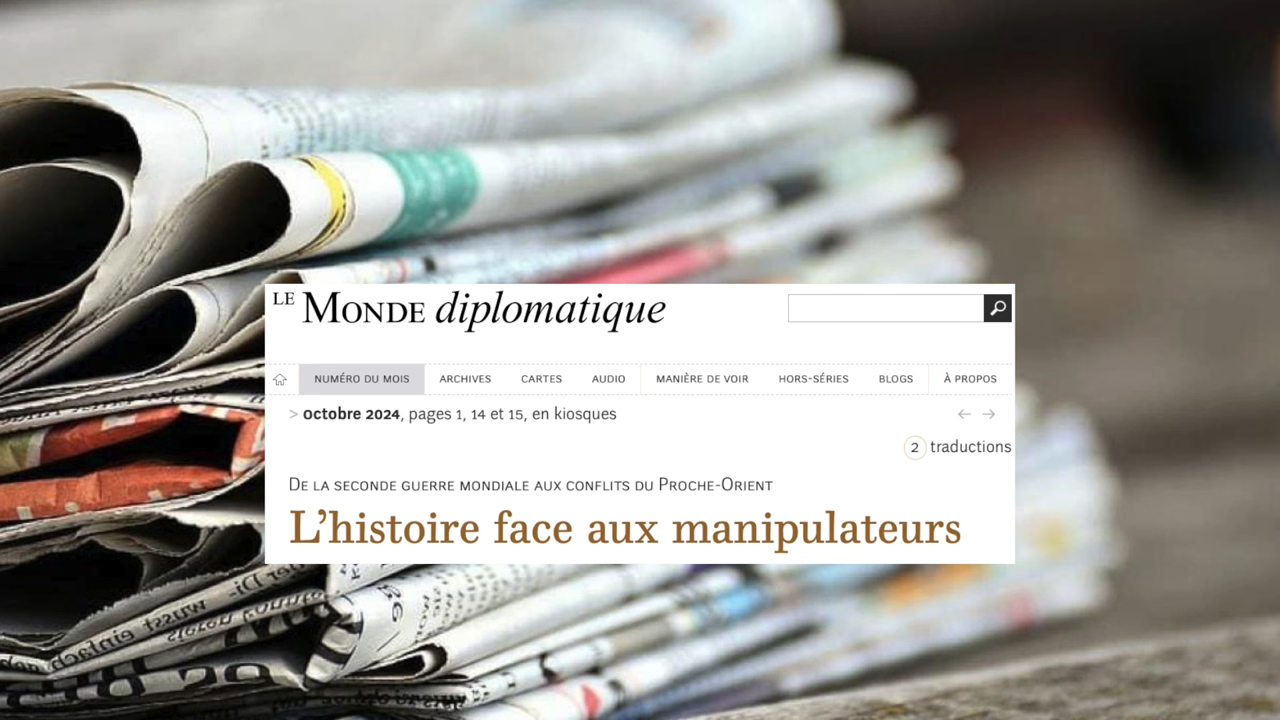 LE MONDE diplomatique
NUMÉRO DU MOIS ARCHIVES CARTES AUDIO MANIÈRE DE VOIR HORS-SÉRIES BLOGS À PROPOS
> octobre 2024, pages 1, 14 et 15, en kiosques ← →
2 traductions
DE LA SECONDE GUERRE MONDIALE AUX CONFLITS DU PROCHE-ORIENT
L'histoire face aux manipulateurs